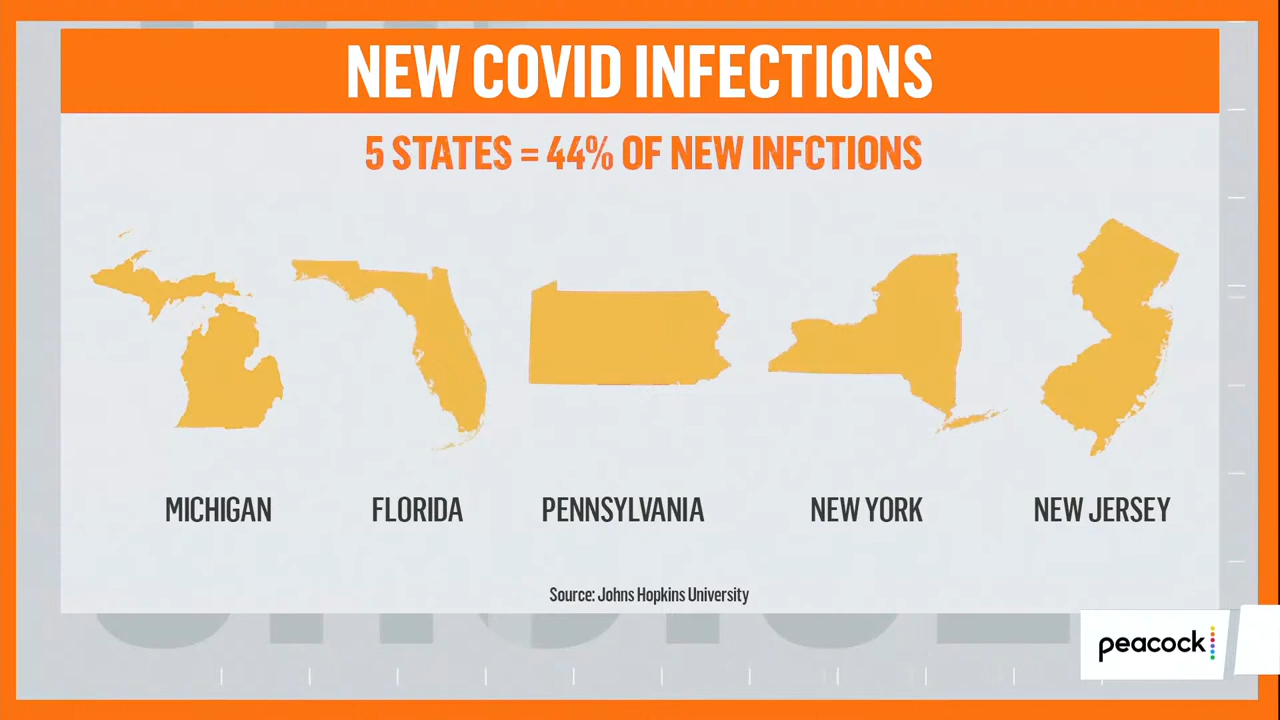 NEW COVID INFECTIONS
5 STATES = 44% OF NEW INFCTIONS
MICHIGAN FLORIDA PENNSYLVANIA NEW YORK NEW JERSEY
Source: Johns Hopkins University
peacock